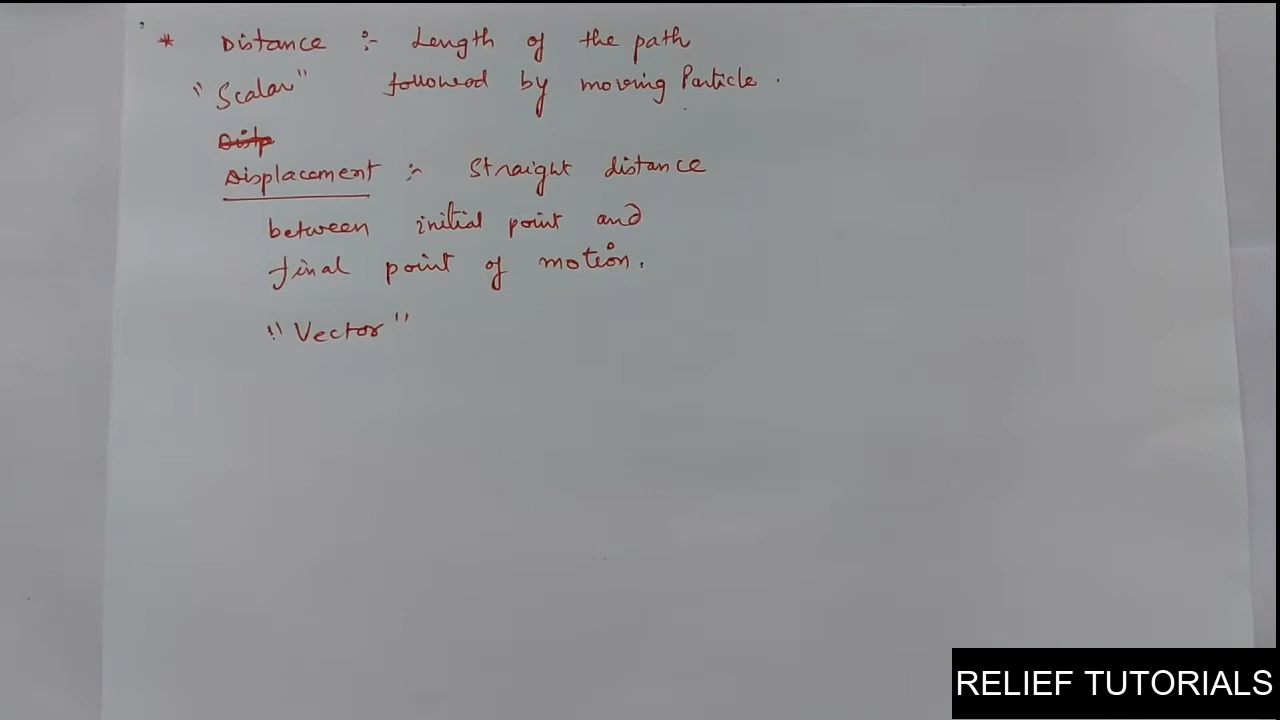 * Distance :- Length of the path
"Scalar" followed by moving Particle.
Disp
Displacement :- Straight distance
between initial point and
final point of motion.
"Vector"
RELIEF TUTORIALS